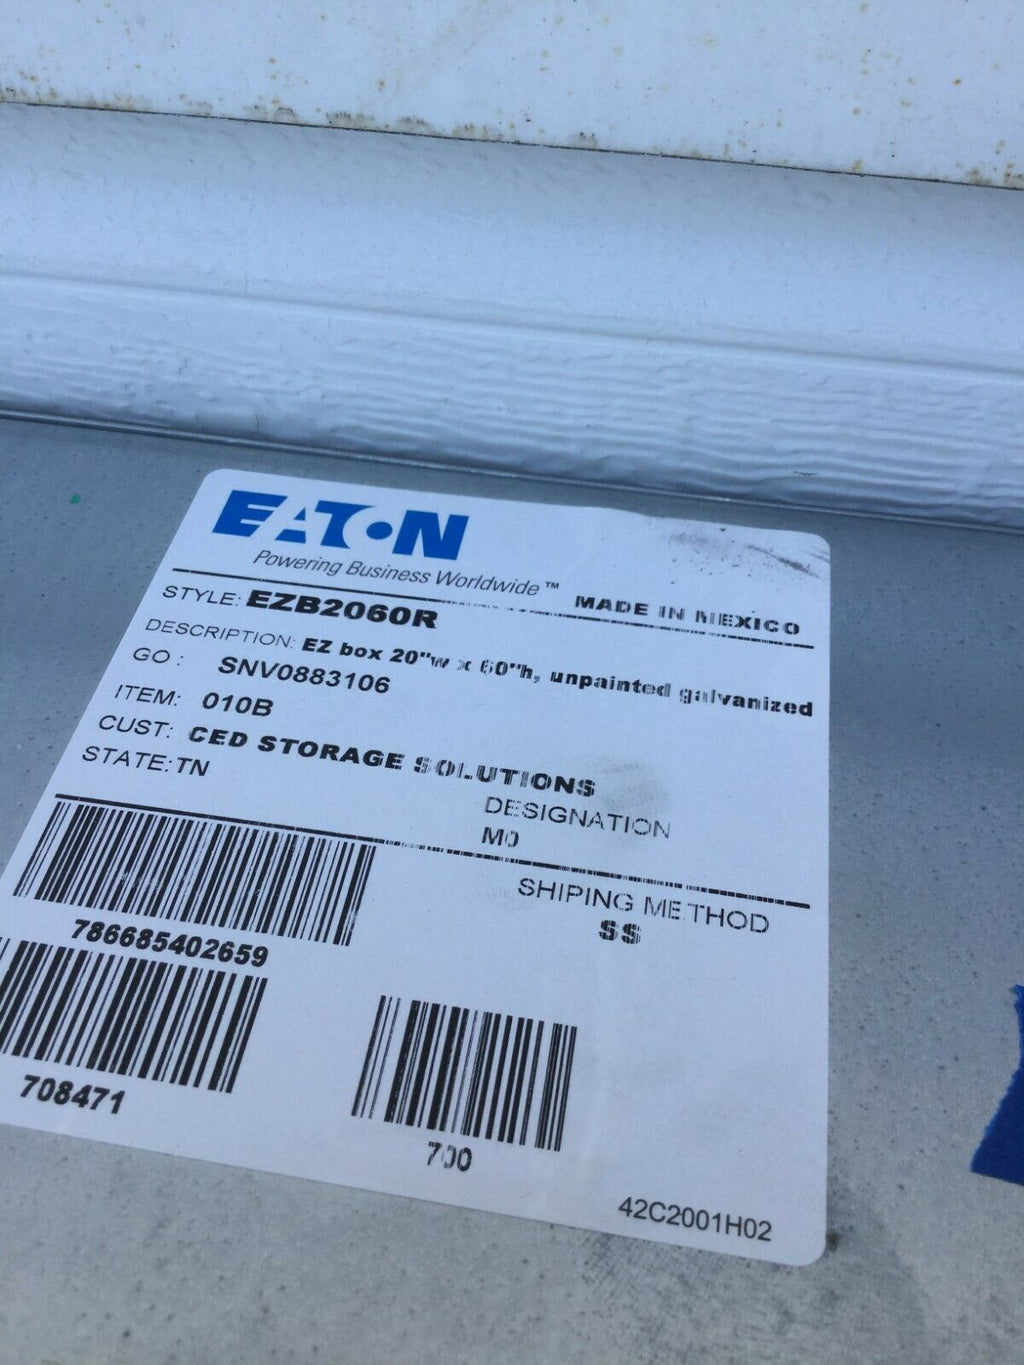 EATON
Powering Business Worldwide™
MADE IN MEXICO
STYLE: EZB2060R
DESCRIPTION: EZ box 20"w x 60"h, unpainted galvanized
GO: SNV0883106
ITEM: 010B
CUST: CED STORAGE SOLUTIONS
STATE: TN
DESIGNATION
M0
SHIPING METHOD
SS
786685402659
708471
700
42C2001H02